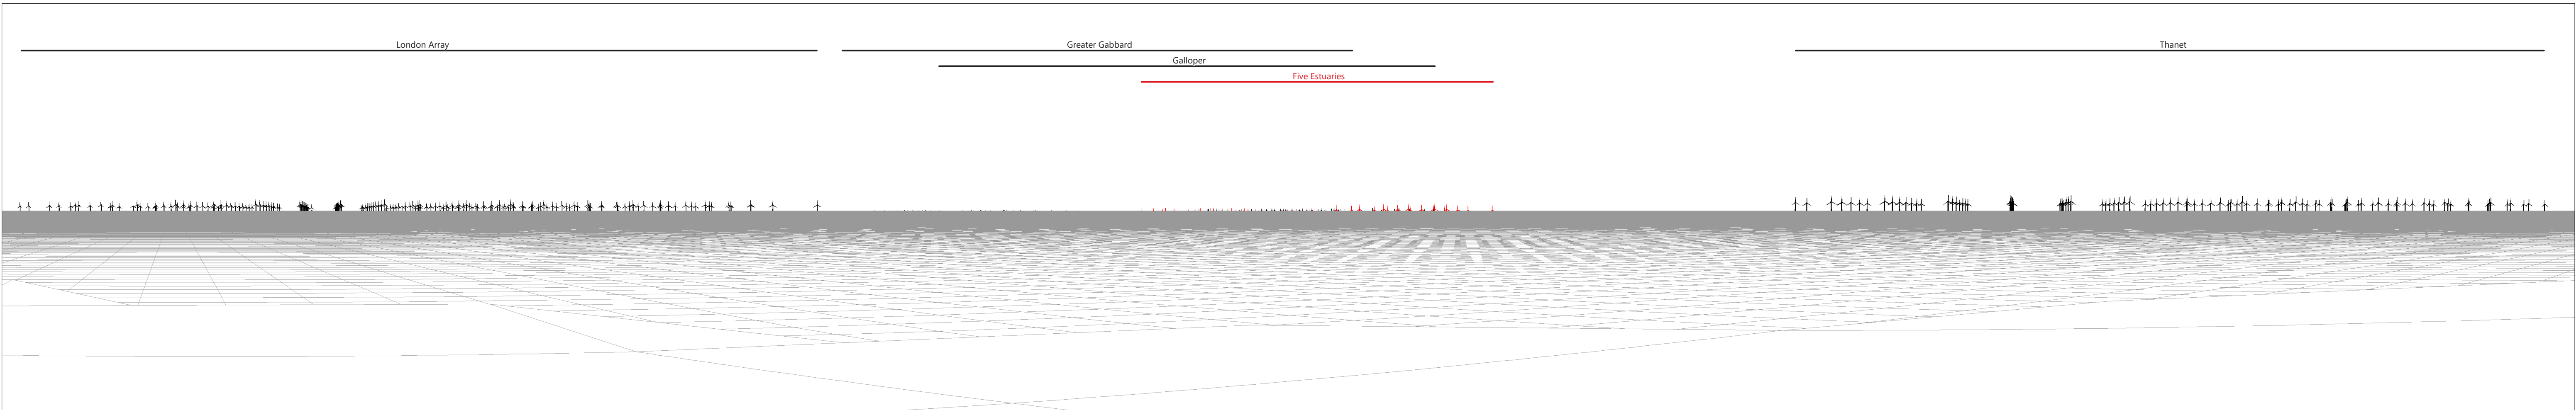 London Array
Greater Gabbard
Thanet
Galloper
Five Estuaries